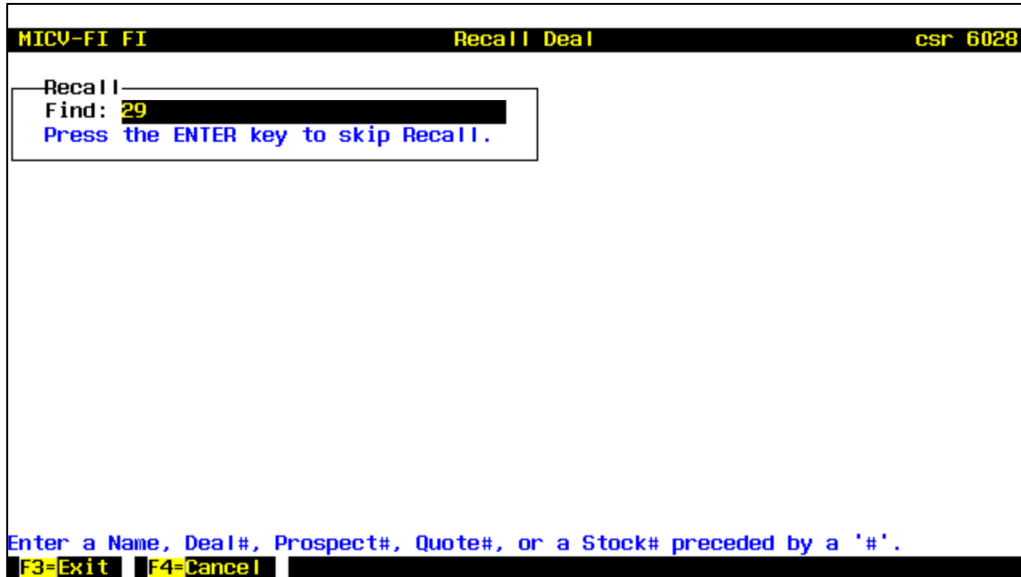 MICV-FI FI Recall Deal csr 6028
Recall
Find: 29
Press the ENTER key to skip Recall.
Enter a Name, Deal#, Prospect#, Quote#, or a Stock# preceded by a '#'.
F3=Exit F4=Cancel